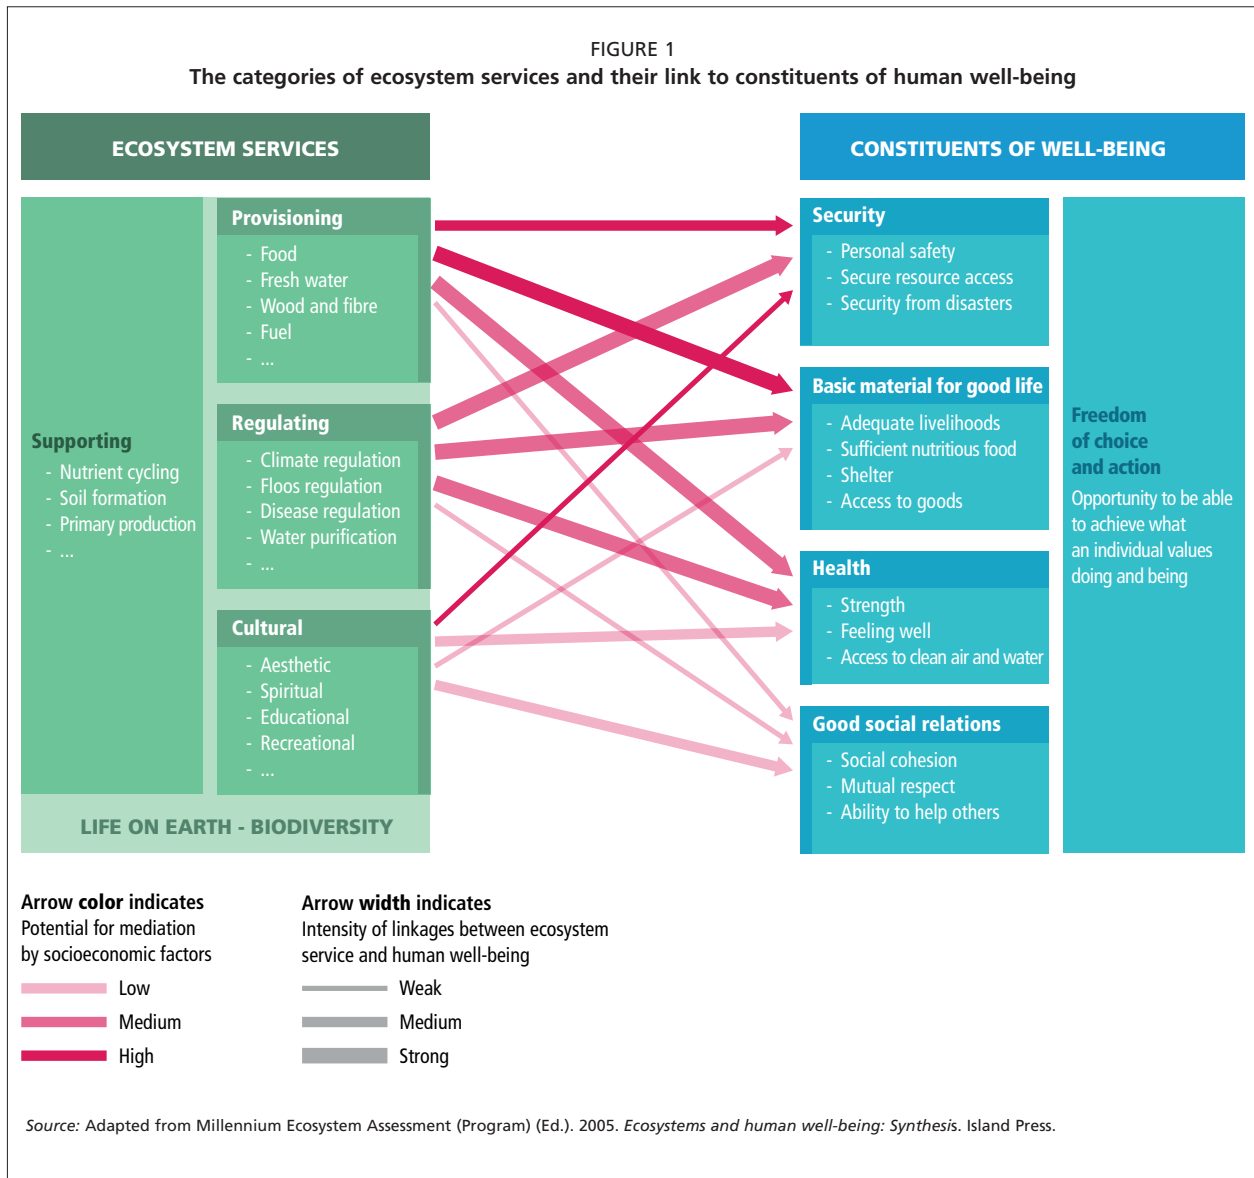 FIGURE 1
The categories of ecosystem services and their link to constituents of human well-being
ECOSYSTEM SERVICES
Supporting
- Nutrient cycling
- Soil formation
- Primary production
- ...
Provisioning
- Food
- Fresh water
- Wood and fibre
- Fuel
- ...
Regulating
- Climate regulation
- Floos regulation
- Disease regulation
- Water purification
- ...
Cultural
- Aesthetic
- Spiritual
- Educational
- Recreational
- ...
LIFE ON EARTH - BIODIVERSITY
CONSTITUENTS OF WELL-BEING
Security
- Personal safety
- Secure resource access
- Security from disasters
Basic material for good life
- Adequate livelihoods
- Sufficient nutritious food
- Shelter
- Access to goods
Health
- Strength
- Feeling well
- Access to clean air and water
Good social relations
- Social cohesion
- Mutual respect
- Ability to help others
Freedom
of choice
and action
Opportunity to be able
to achieve what
an individual values
doing and being
Arrow color indicates
Potential for mediation
by socioeconomic factors
Low
Medium
High
Arrow width indicates
Intensity of linkages between ecosystem
service and human well-being
Weak
Medium
Strong
Source: Adapted from Millennium Ecosystem Assessment (Program) (Ed.). 2005. Ecosystems and human well-being: Synthesis. Island Press.